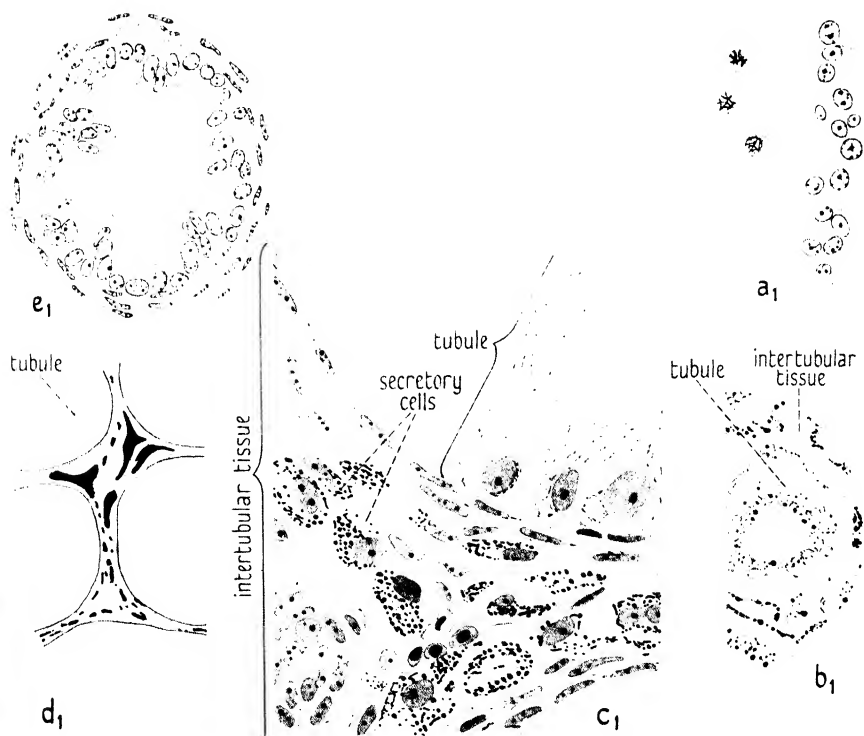 e₁
a₁
tubule
secretory
cells
tubule
intertubular
tissue
tubule
intertubular tissue
d₁
c₁
b₁